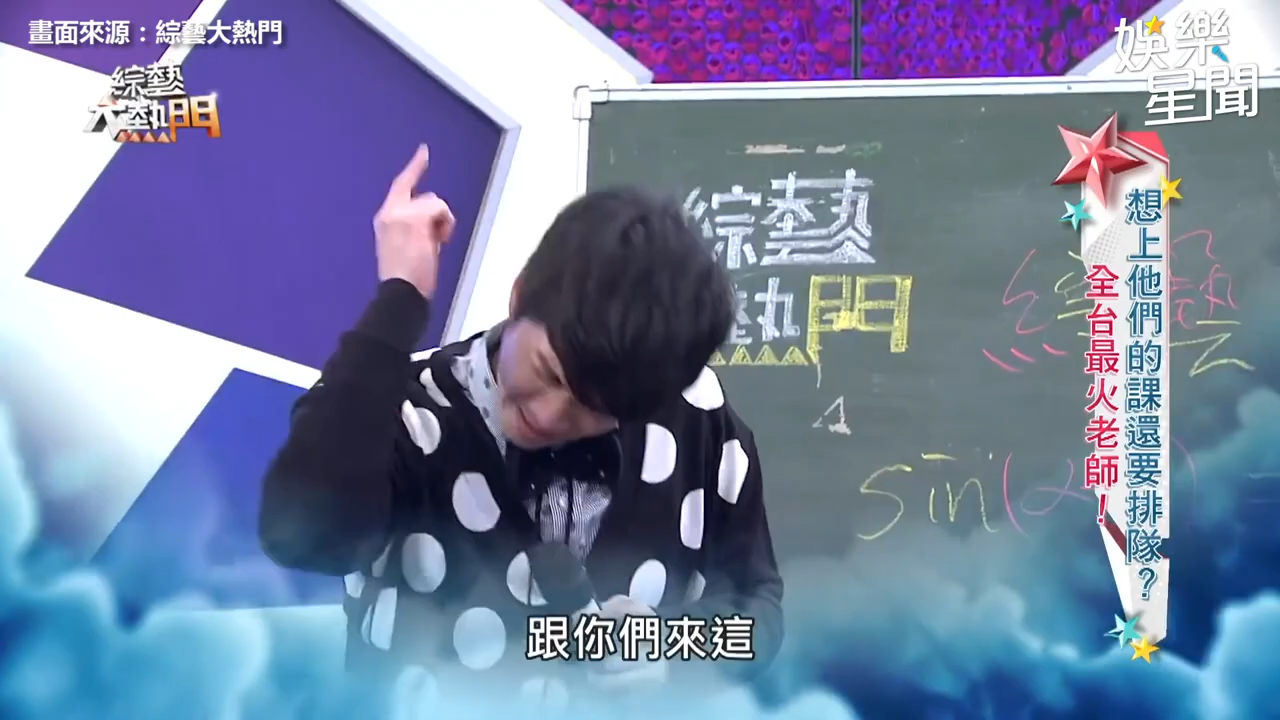 畫面來源：綜藝大熱門
綜藝
大熱門
娛樂
星聞
想上他們的課還要排隊？
全台最火老師！
綜藝
熱門
sin(
跟你們來這